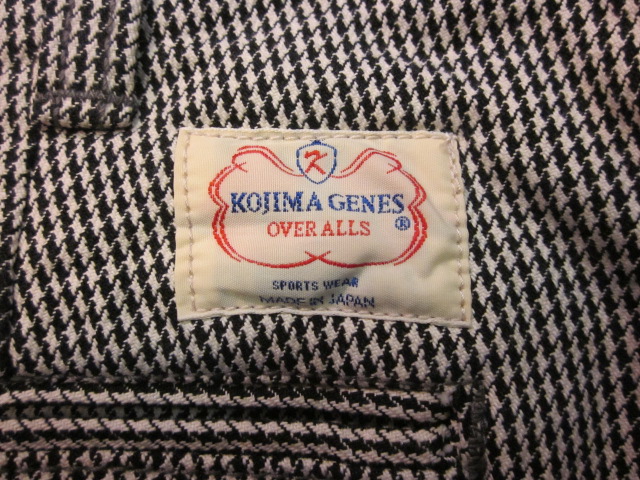 K
KOJIMA GENES
OVER ALLS ®
SPORTS WEAR
MADE IN JAPAN